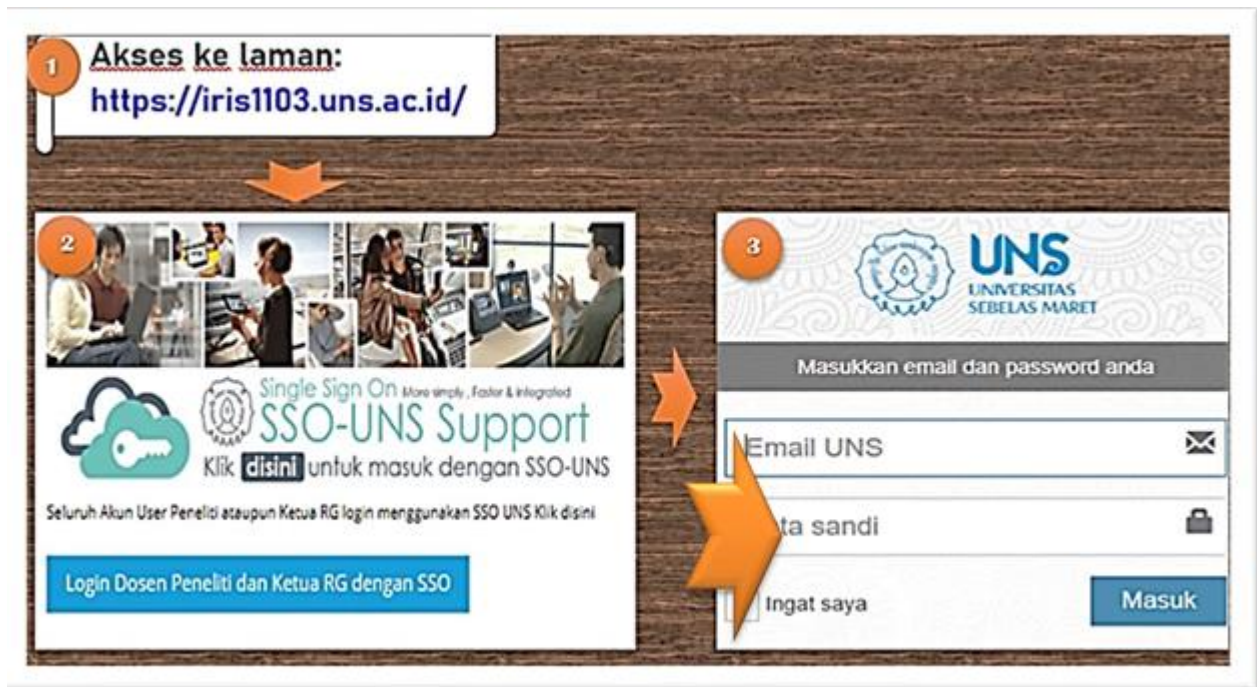 1
Akses ke laman:
https://iris1103.uns.ac.id/
2
Single Sign On More simply , Faster & Integrated
SSO-UNS Support
Klik disini untuk masuk dengan SSO-UNS
Seluruh Akun User Peneliti ataupun Ketua RG login menggunakan SSO UNS Klik disini
Login Dosen Peneliti dan Ketua RG dengan SSO
3
UNS
UNIVERSITAS
SEBELAS MARET
Masukkan email dan password anda
Email UNS
ta sandi
Ingat saya
Masuk